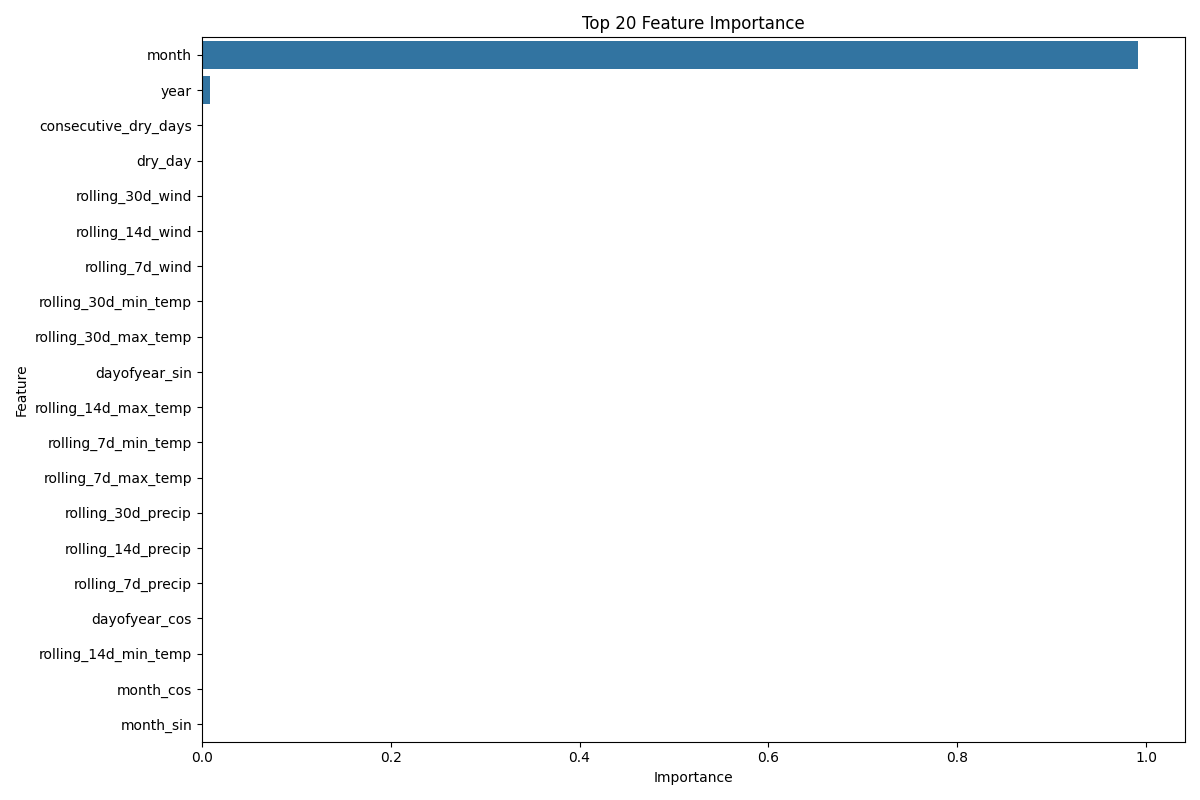 Top 20 Feature Importance
Feature
month
year
consecutive_dry_days
dry_day
rolling_30d_wind
rolling_14d_wind
rolling_7d_wind
rolling_30d_min_temp
rolling_30d_max_temp
dayofyear_sin
rolling_14d_max_temp
rolling_7d_min_temp
rolling_7d_max_temp
rolling_30d_precip
rolling_14d_precip
rolling_7d_precip
dayofyear_cos
rolling_14d_min_temp
month_cos
month_sin
0.0 0.2 0.4 0.6 0.8 1.0
Importance